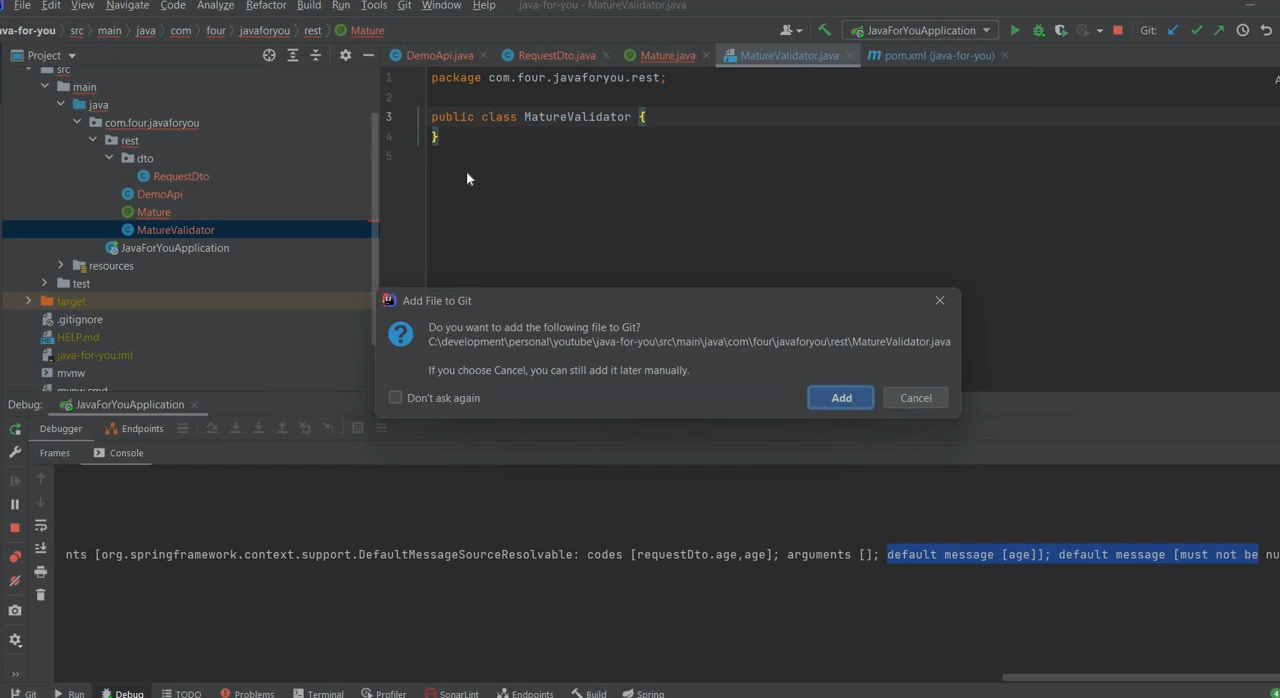 File Edit View Navigate Code Analyze Refactor Build Run Tools Git Window Help java-for-you - MatureValidator.java
ava-for-you src main java com four javaforyou rest Mature JavaForYouApplication Git:
Project DemoApi.java RequestDto.java Mature.java MatureValidator.java pom.xml (java-for-you)
src
main
java
com.four.javaforyou
rest
dto
RequestDto
DemoApi
Mature
MatureValidator
JavaForYouApplication
resources
test
target
.gitignore
HELP.md
java-for-you.iml
mvnw
mvnw.cmd
1 package com.four.javaforyou.rest;
2
3 public class MatureValidator {
4 }
5
Add File to Git
Do you want to add the following file to Git?
C:\development\personal\youtube\java-for-you\src\main\java\com\four\javaforyou\rest\MatureValidator.java
If you choose Cancel, you can still add it later manually.
Don't ask again Add Cancel
Debug: JavaForYouApplication
Debugger Endpoints
Frames Console
nts [org.springframework.context.support.DefaultMessageSourceResolvable: codes [requestDto.age,age]; arguments []; default message [age]]; default message [must not be nu
Git Run Debug TODO Problems Terminal Profiler SonarLint Endpoints Build Spring